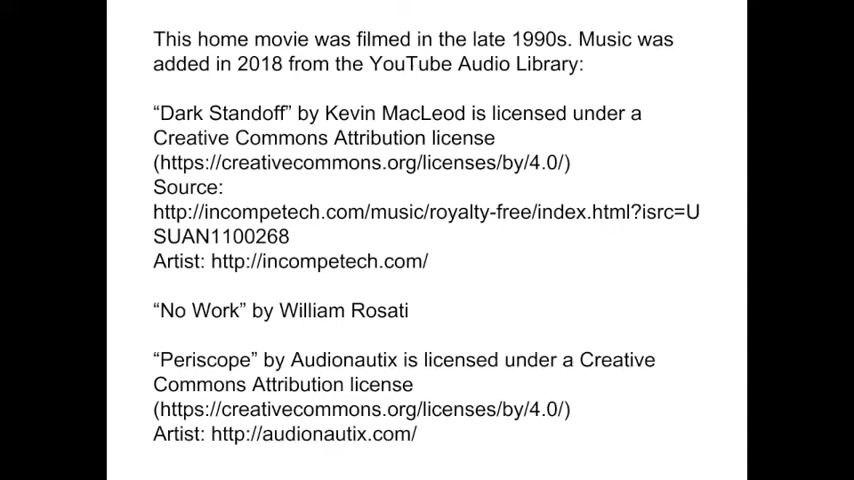 This home movie was filmed in the late 1990s. Music was
added in 2018 from the YouTube Audio Library:
“Dark Standoff” by Kevin MacLeod is licensed under a
Creative Commons Attribution license
(https://creativecommons.org/licenses/by/4.0/)
Source:
http://incompetech.com/music/royalty-free/index.html?isrc=U
SUAN1100268
Artist: http://incompetech.com/
“No Work” by William Rosati
“Periscope” by Audionautix is licensed under a Creative
Commons Attribution license
(https://creativecommons.org/licenses/by/4.0/)
Artist: http://audionautix.com/